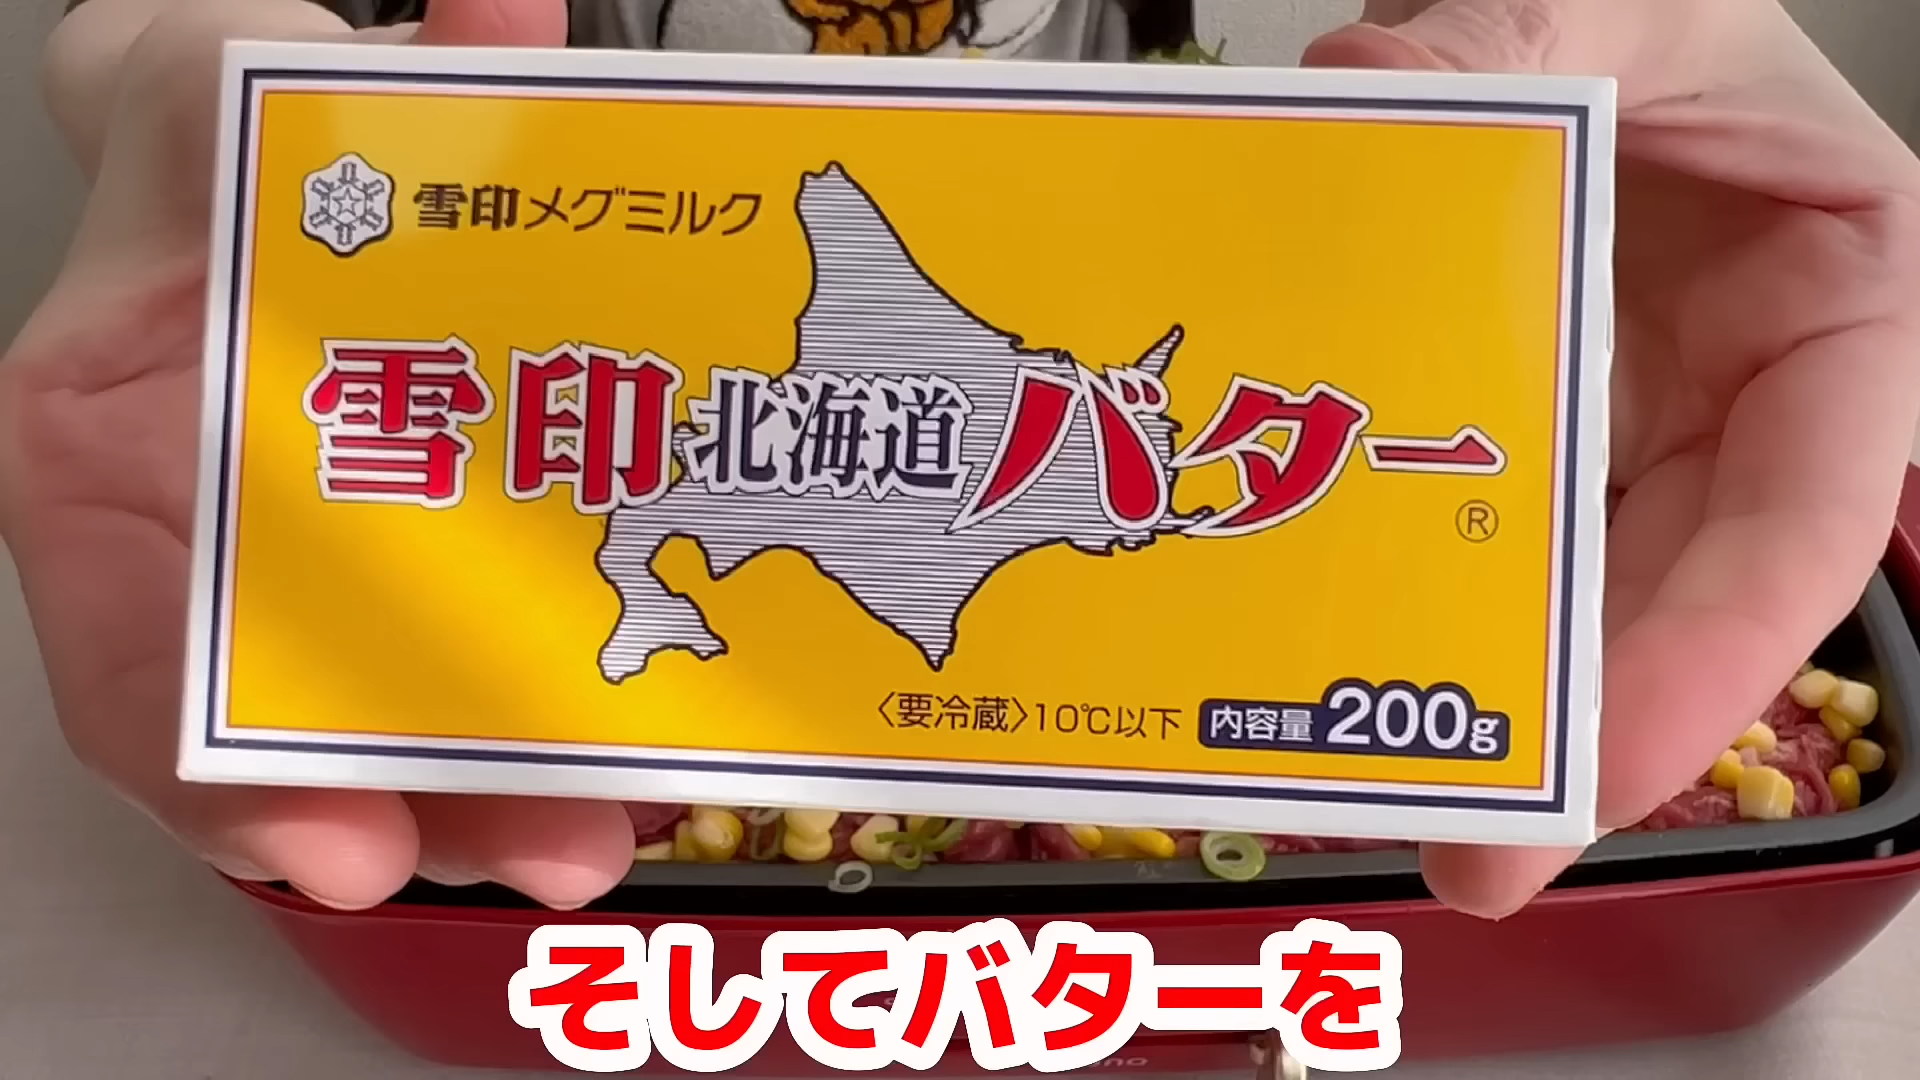 雪印メグミルク
雪印北海道バター
®
〈要冷蔵〉10℃以下 内容量 200g
そしてバターを